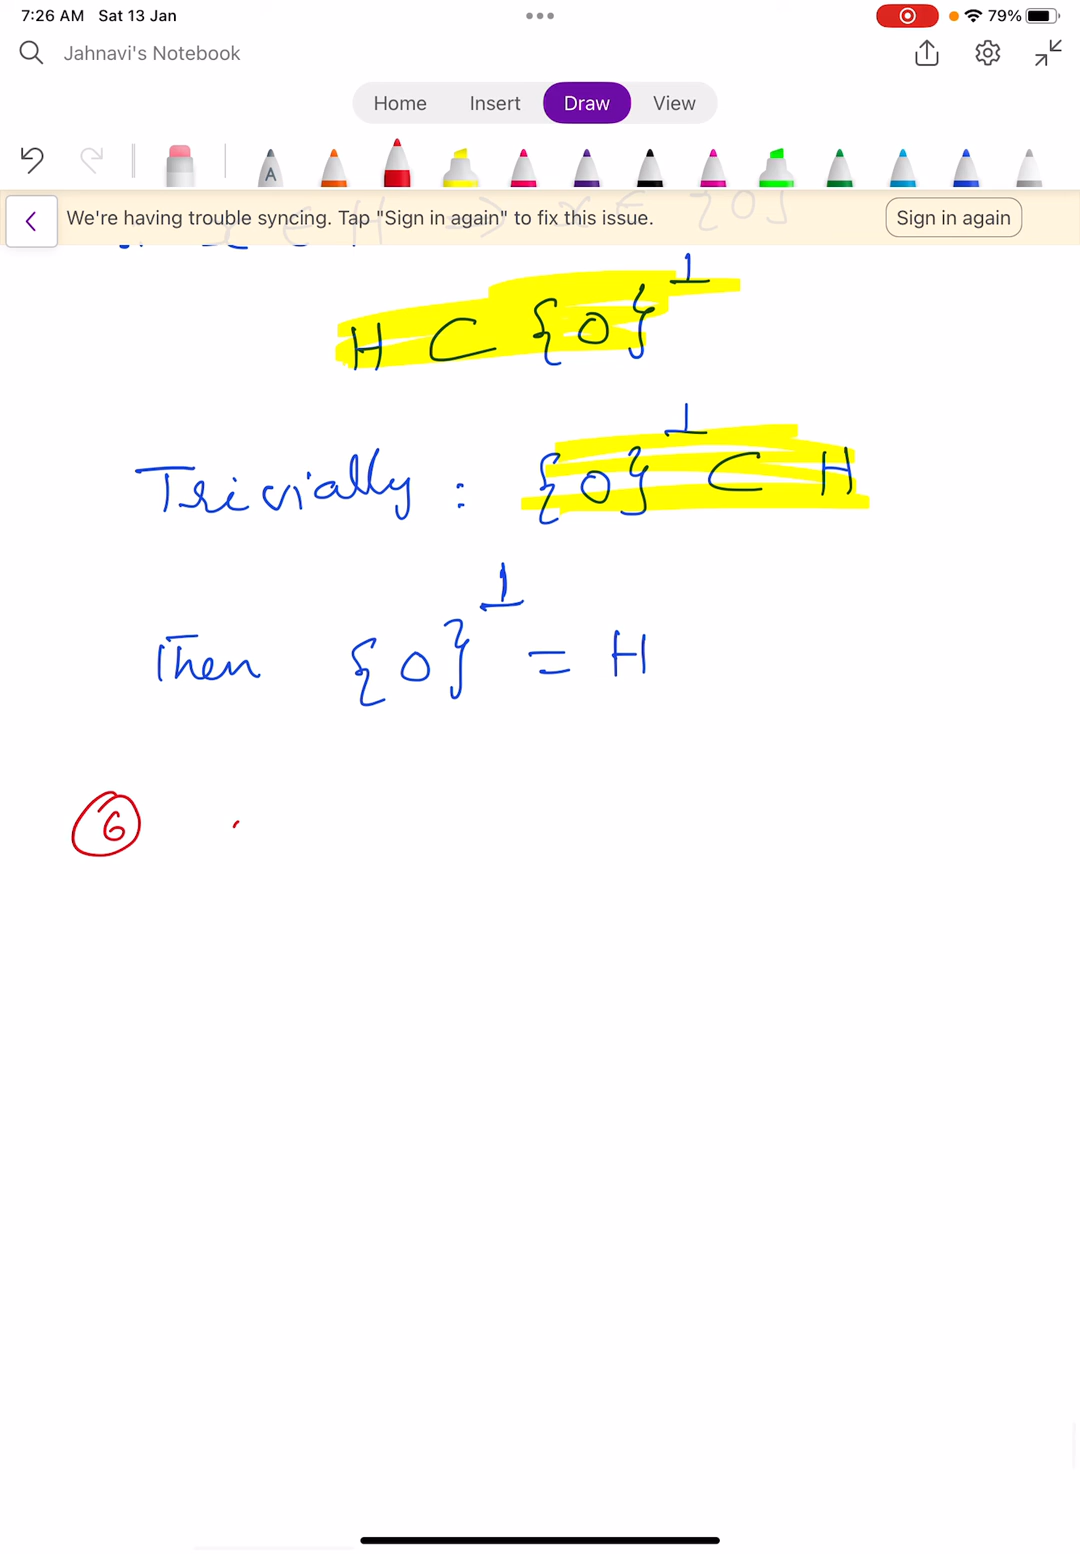 7:26 AM Sat 13 Jan 79%
Jahnavi's Notebook
Home Insert Draw View
A
We're having trouble syncing. Tap "Sign in again" to fix this issue. Sign in again
H ⊂ {0}^⊥
Trivially : {0}^⊥ ⊂ H
Then {0}^⊥ = H
6